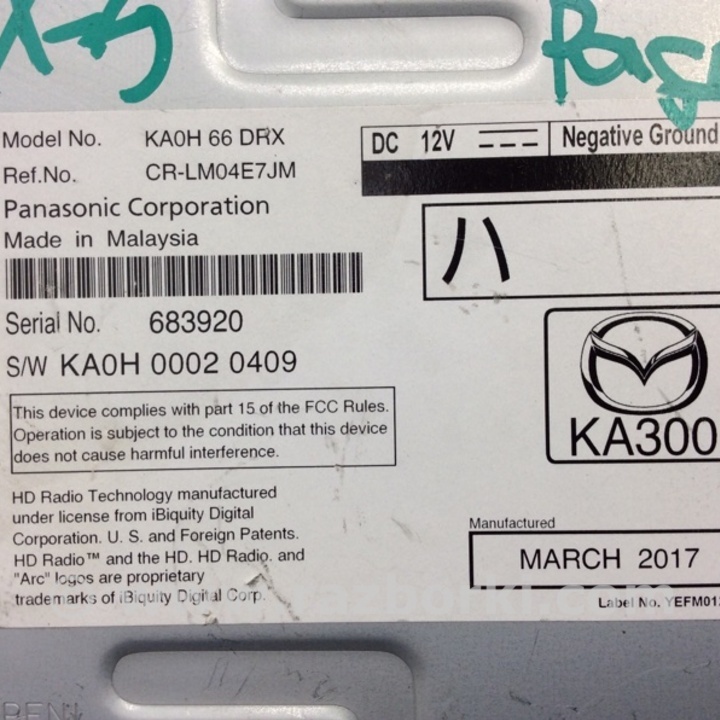 Model No. KA0H 66 DRX
Ref.No. CR-LM04E7JM
Panasonic Corporation
Made in Malaysia
DC 12V Negative Ground
ハ
Serial No. 683920
S/W KA0H 0002 0409
This device complies with part 15 of the FCC Rules.
Operation is subject to the condition that this device
does not cause harmful interference.
KA300
HD Radio Technology manufactured
under license from iBiquity Digital
Corporation. U. S. and Foreign Patents.
HD Radio™ and the HD. HD Radio. and
"Arc" logos are proprietary
trademarks of iBiquity Digital Corp.
Manufactured
MARCH 2017
Label No.